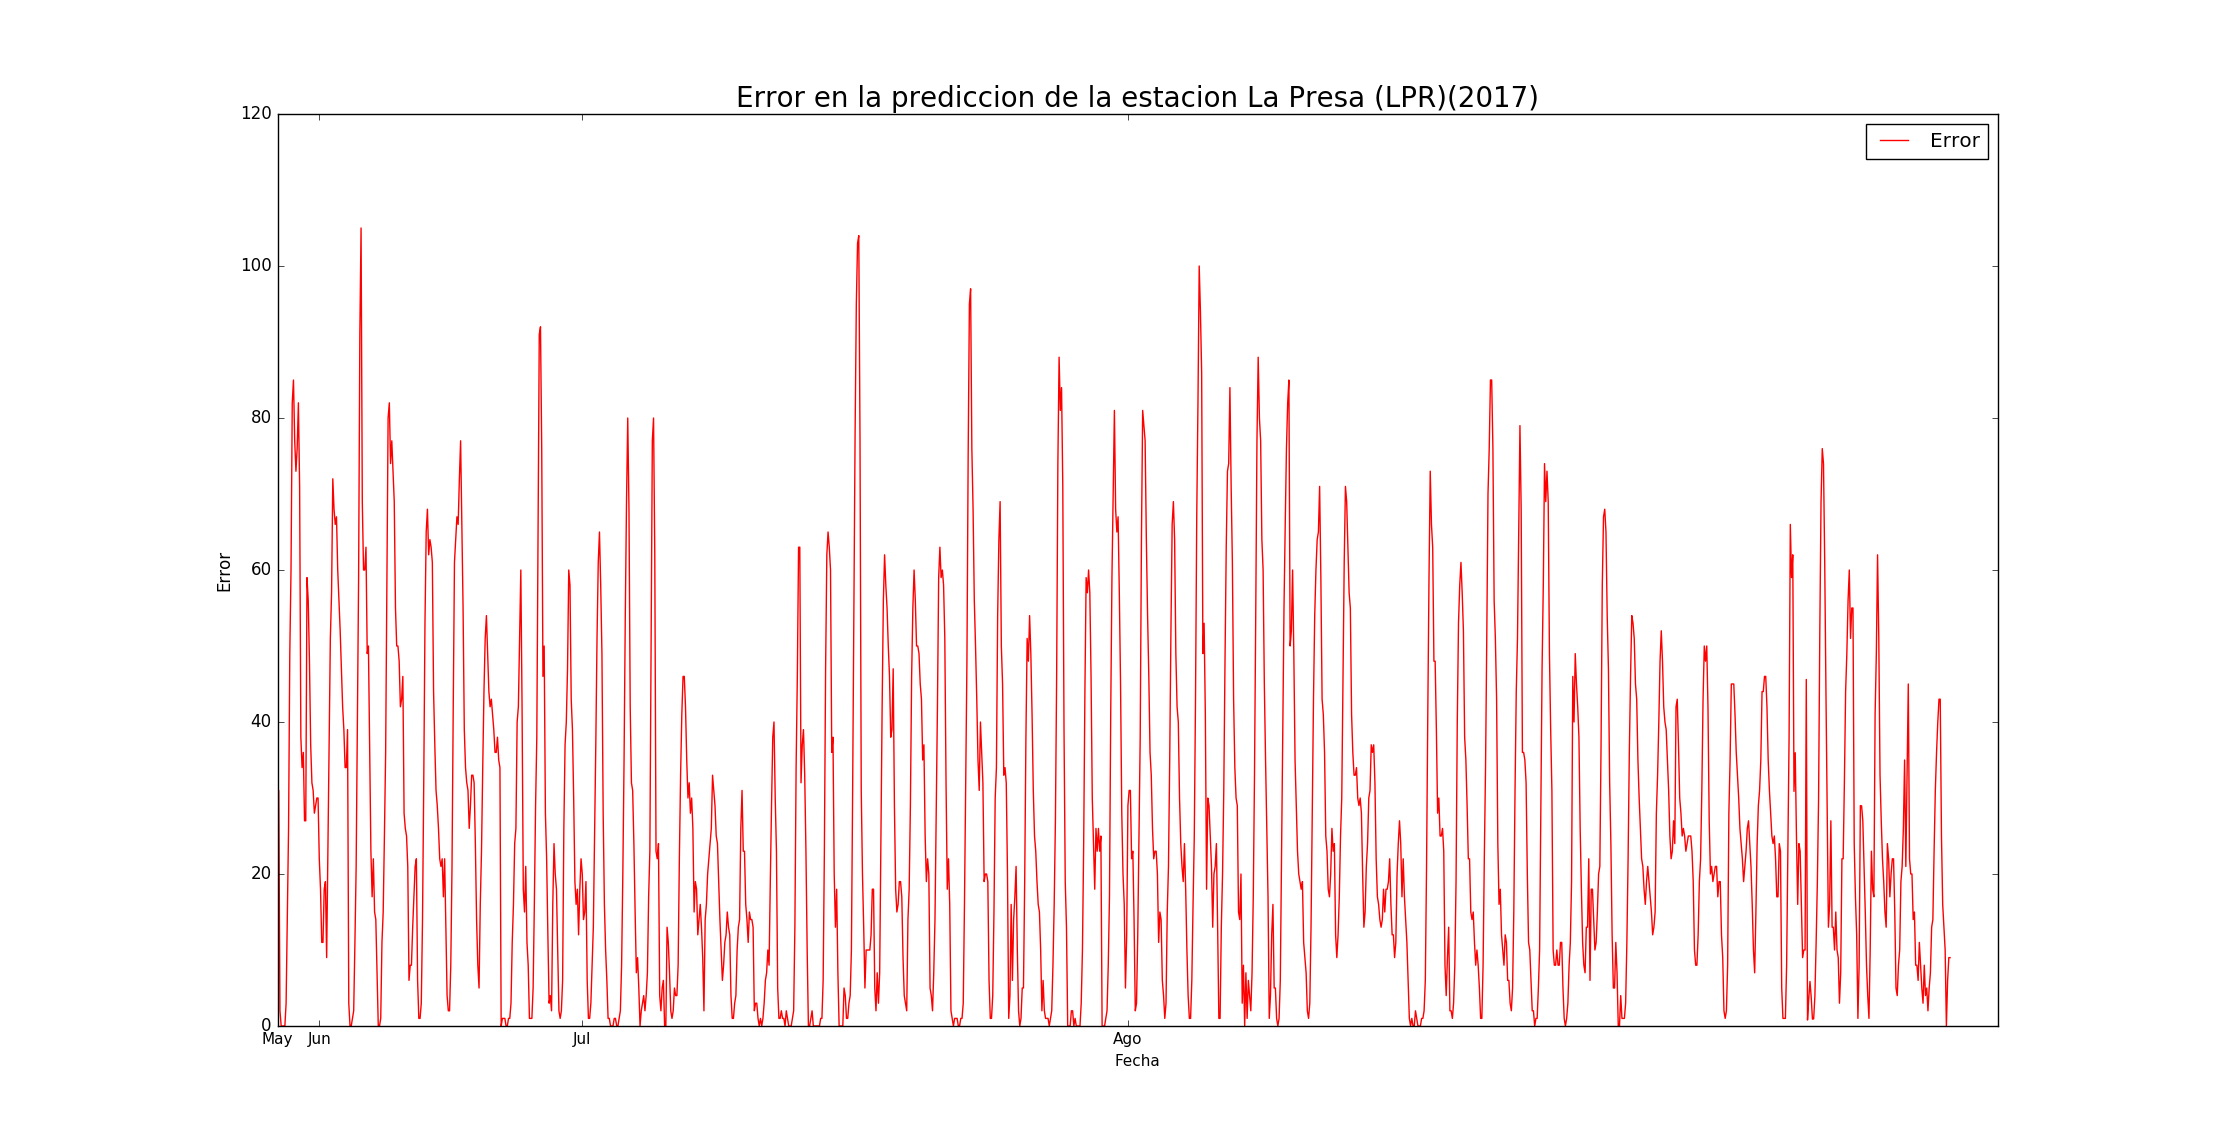 Error en la prediccion de la estacion La Presa (LPR)(2017)
120
Error
100
80
60
Error
40
20
0
May Jun Jul Ago
Fecha